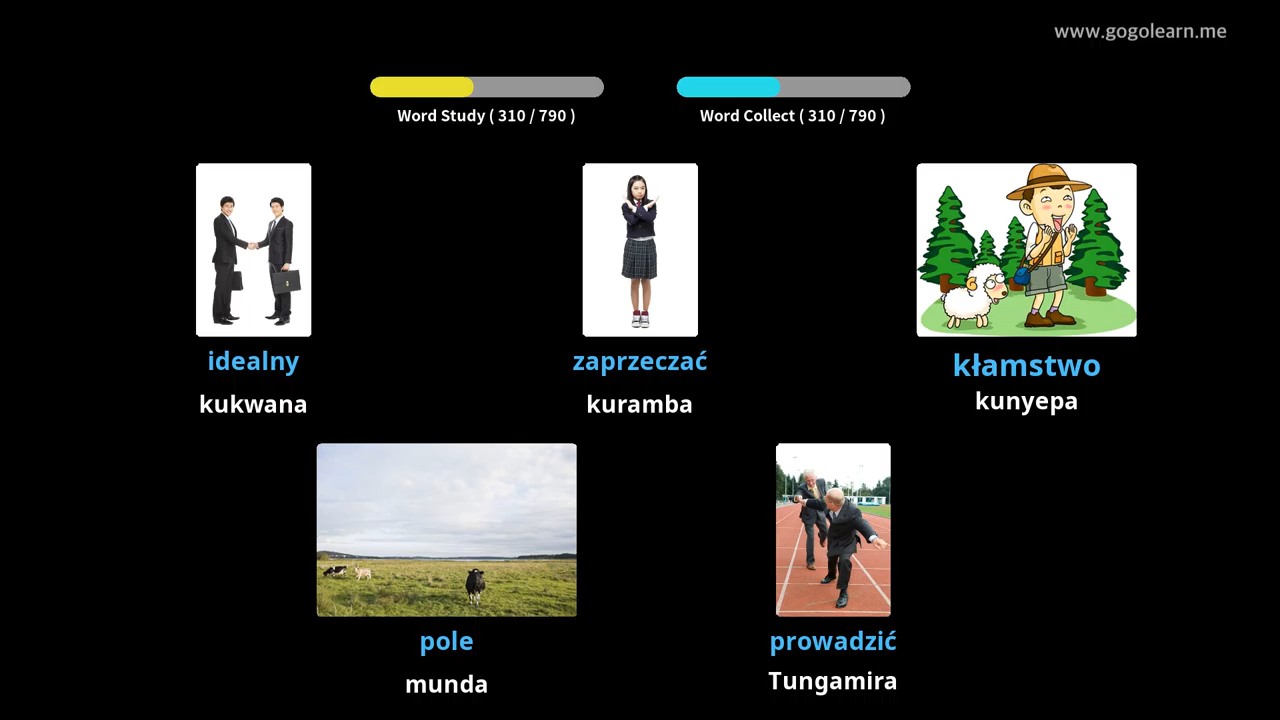 www.gogolearn.me
Word Study ( 310 / 790 )
Word Collect ( 310 / 790 )
idealny
kukwana
zaprzeczać
kuramba
kłamstwo
kunyepa
pole
munda
prowadzić
Tungamira